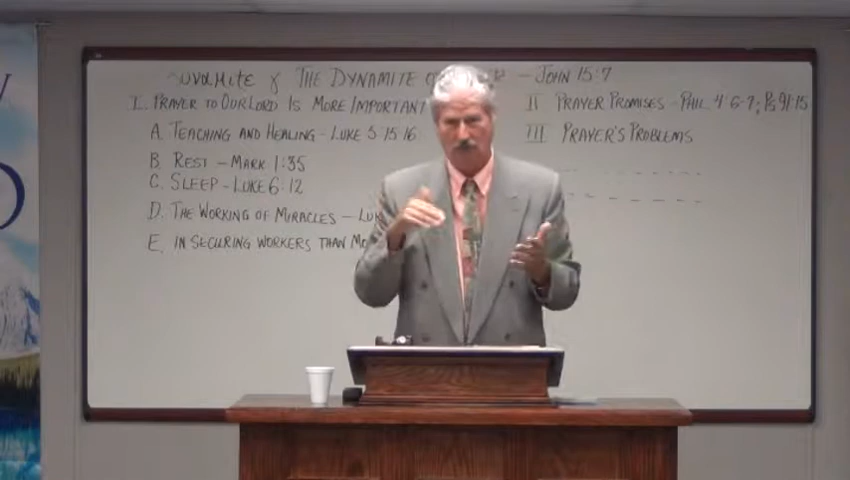 THE DYNAMITE — JOHN 15:7
I. PRAYER TO OUR LORD IS MORE IMPORTANT
A. TEACHING AND HEALING - LUKE 5 15 16
B. REST - MARK 1:35
C. SLEEP - LUKE 6:12
D. THE WORKING OF MIRACLES —
E. IN SECURING WORKERS THAN
II PRAYER PROMISES - PHIL 4:6-7; PS 91:15
III PRAYER'S PROBLEMS